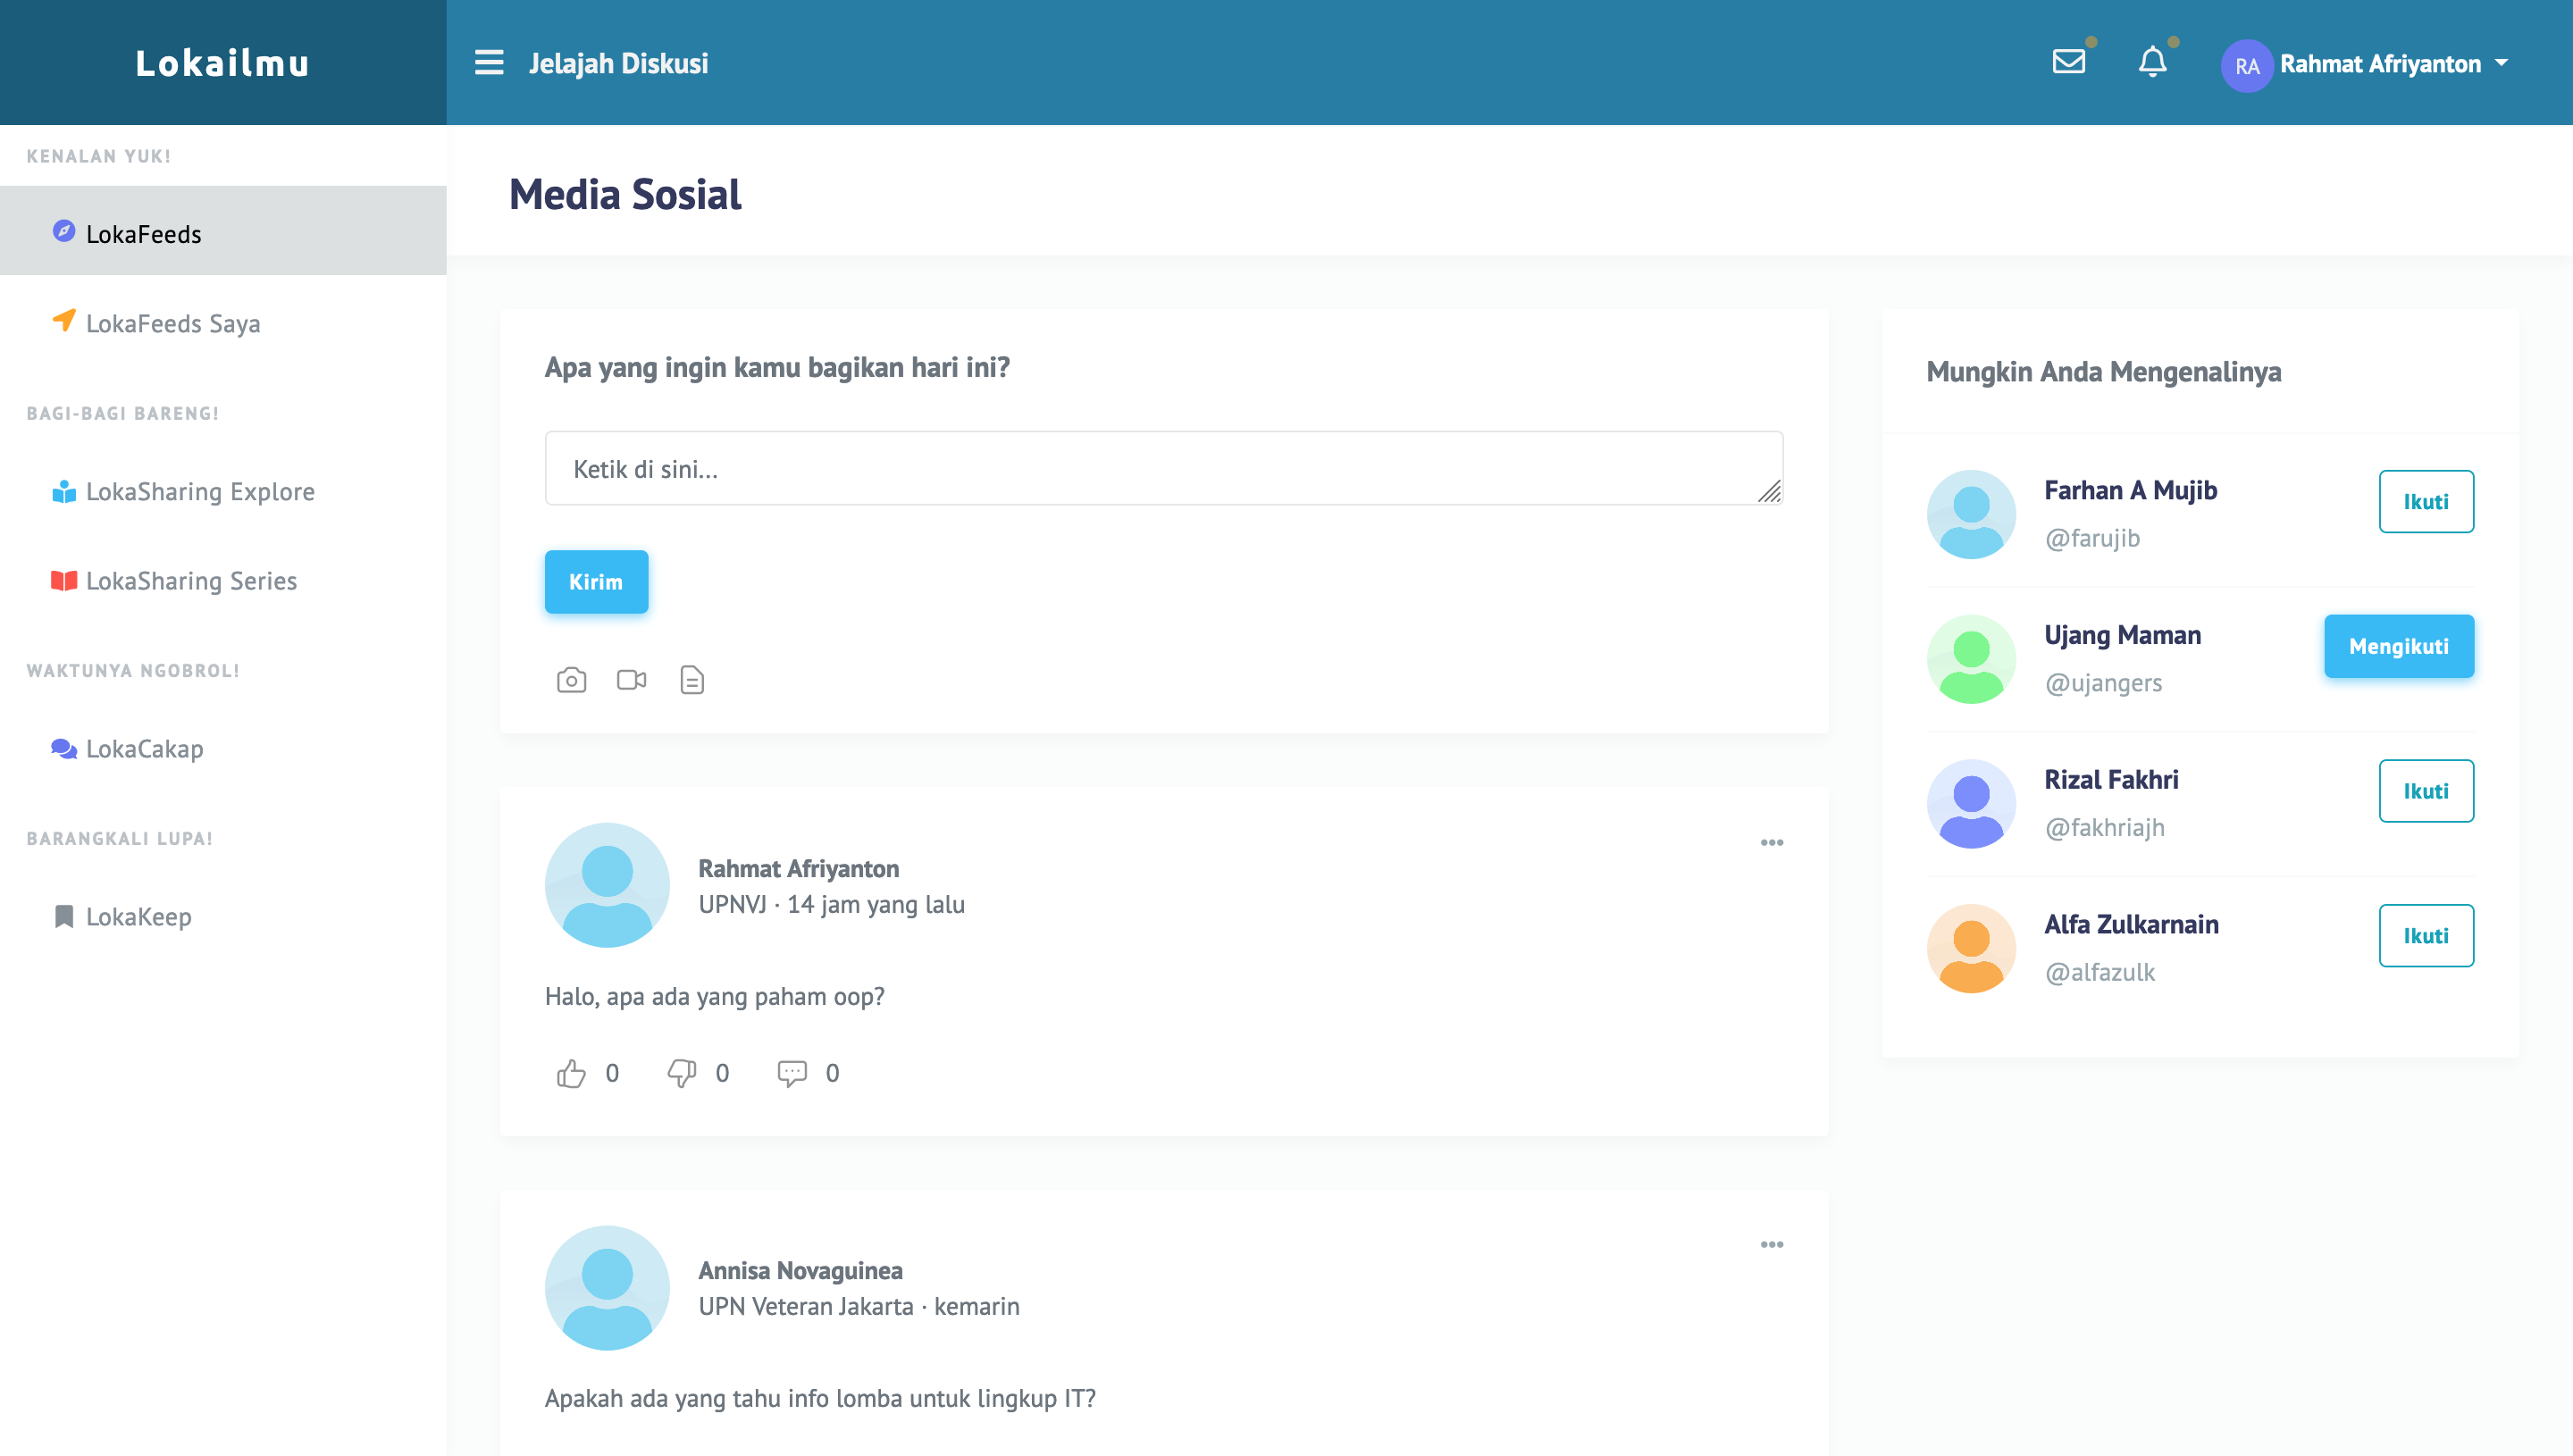 Lokailmu
Jelajah Diskusi
RA Rahmat Afriyanton
KENALAN YUK!
LokaFeeds
LokaFeeds Saya
BAGI-BAGI BARENG!
LokaSharing Explore
LokaSharing Series
WAKTUNYA NGOBROL!
LokaCakap
BARANGKALI LUPA!
LokaKeep
Media Sosial
Apa yang ingin kamu bagikan hari ini?
Ketik di sini...
Kirim
Rahmat Afriyanton
UPNVJ · 14 jam yang lalu
Halo, apa ada yang paham oop?
0 0 0
Annisa Novaguinea
UPN Veteran Jakarta · kemarin
Apakah ada yang tahu info lomba untuk lingkup IT?
Mungkin Anda Mengenalinya
Farhan A Mujib
@farujib
Ikuti
Ujang Maman
@ujangers
Mengikuti
Rizal Fakhri
@fakhriajh
Ikuti
Alfa Zulkarnain
@alfazulk
Ikuti